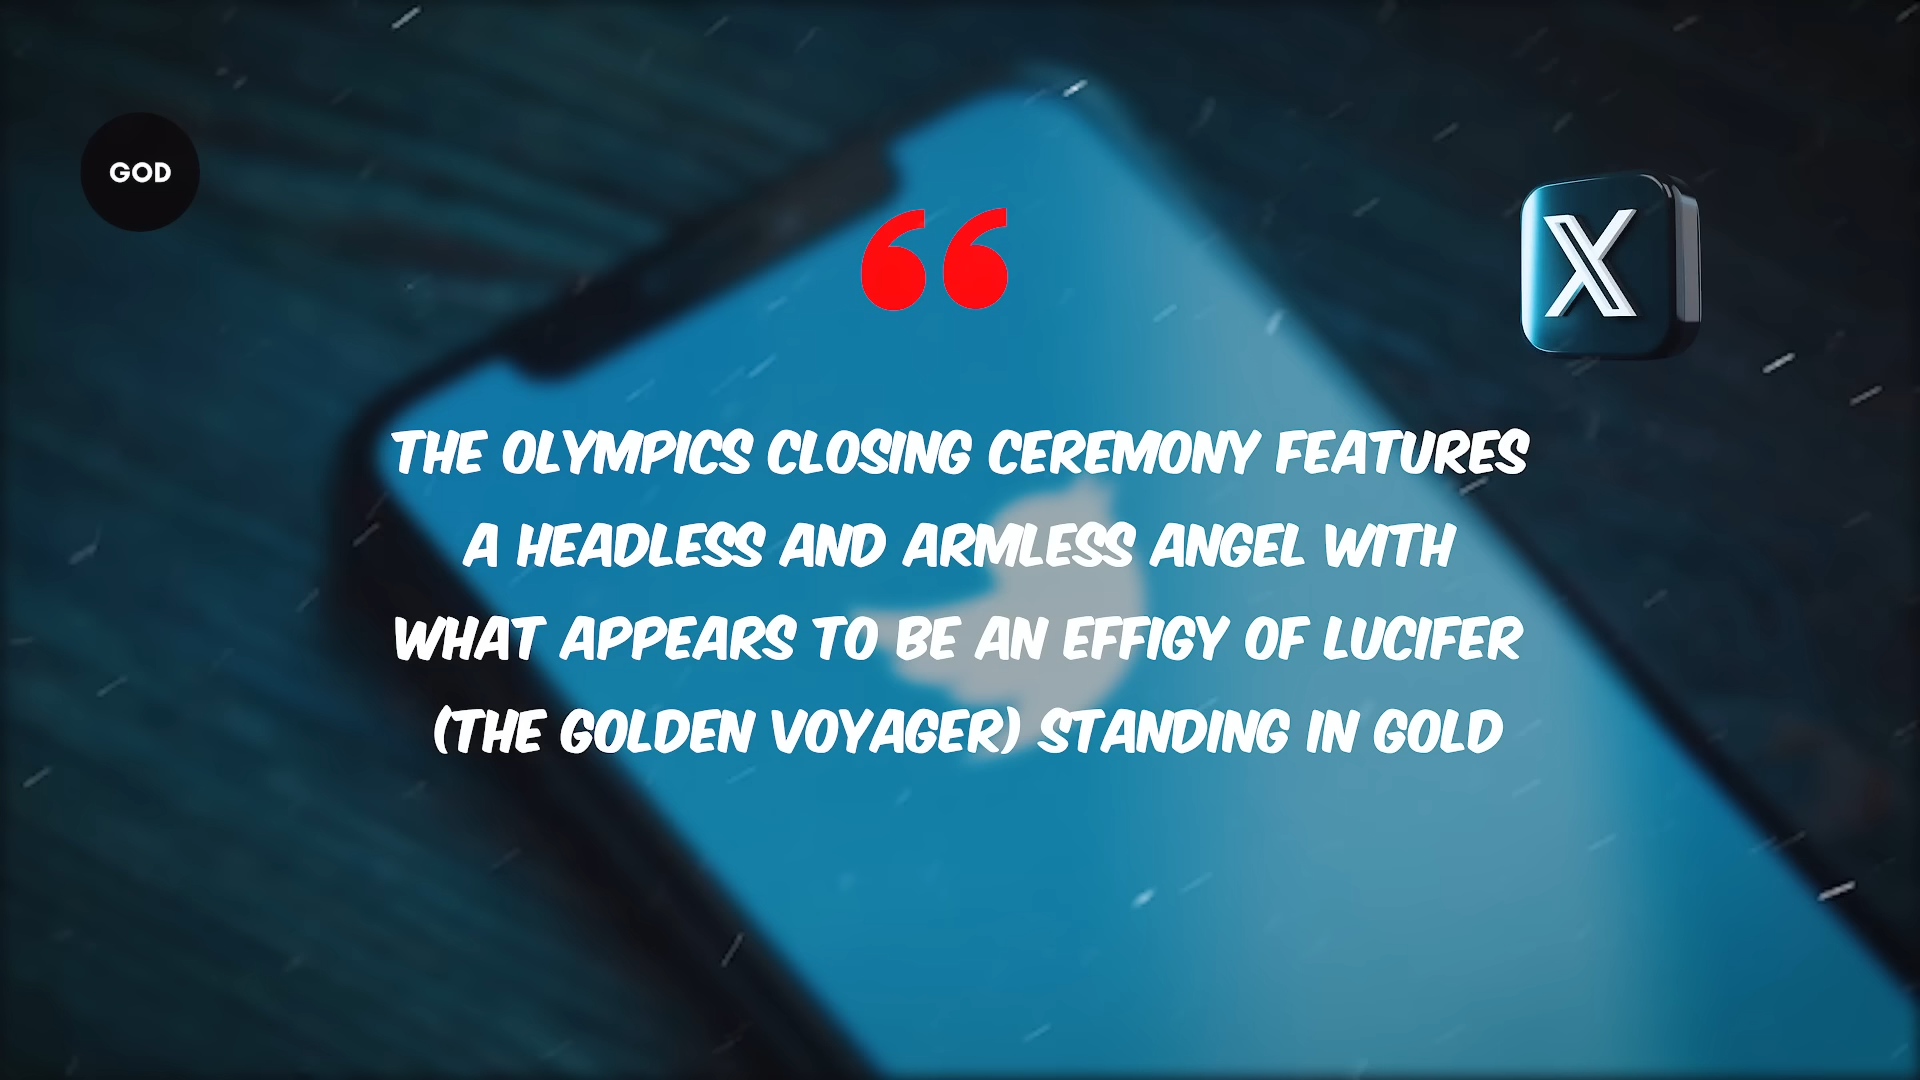 GOD
X
THE OLYMPICS CLOSING CEREMONY FEATURES
A HEADLESS AND ARMLESS ANGEL WITH
WHAT APPEARS TO BE AN EFFIGY OF LUCIFER
(THE GOLDEN VOYAGER) STANDING IN GOLD